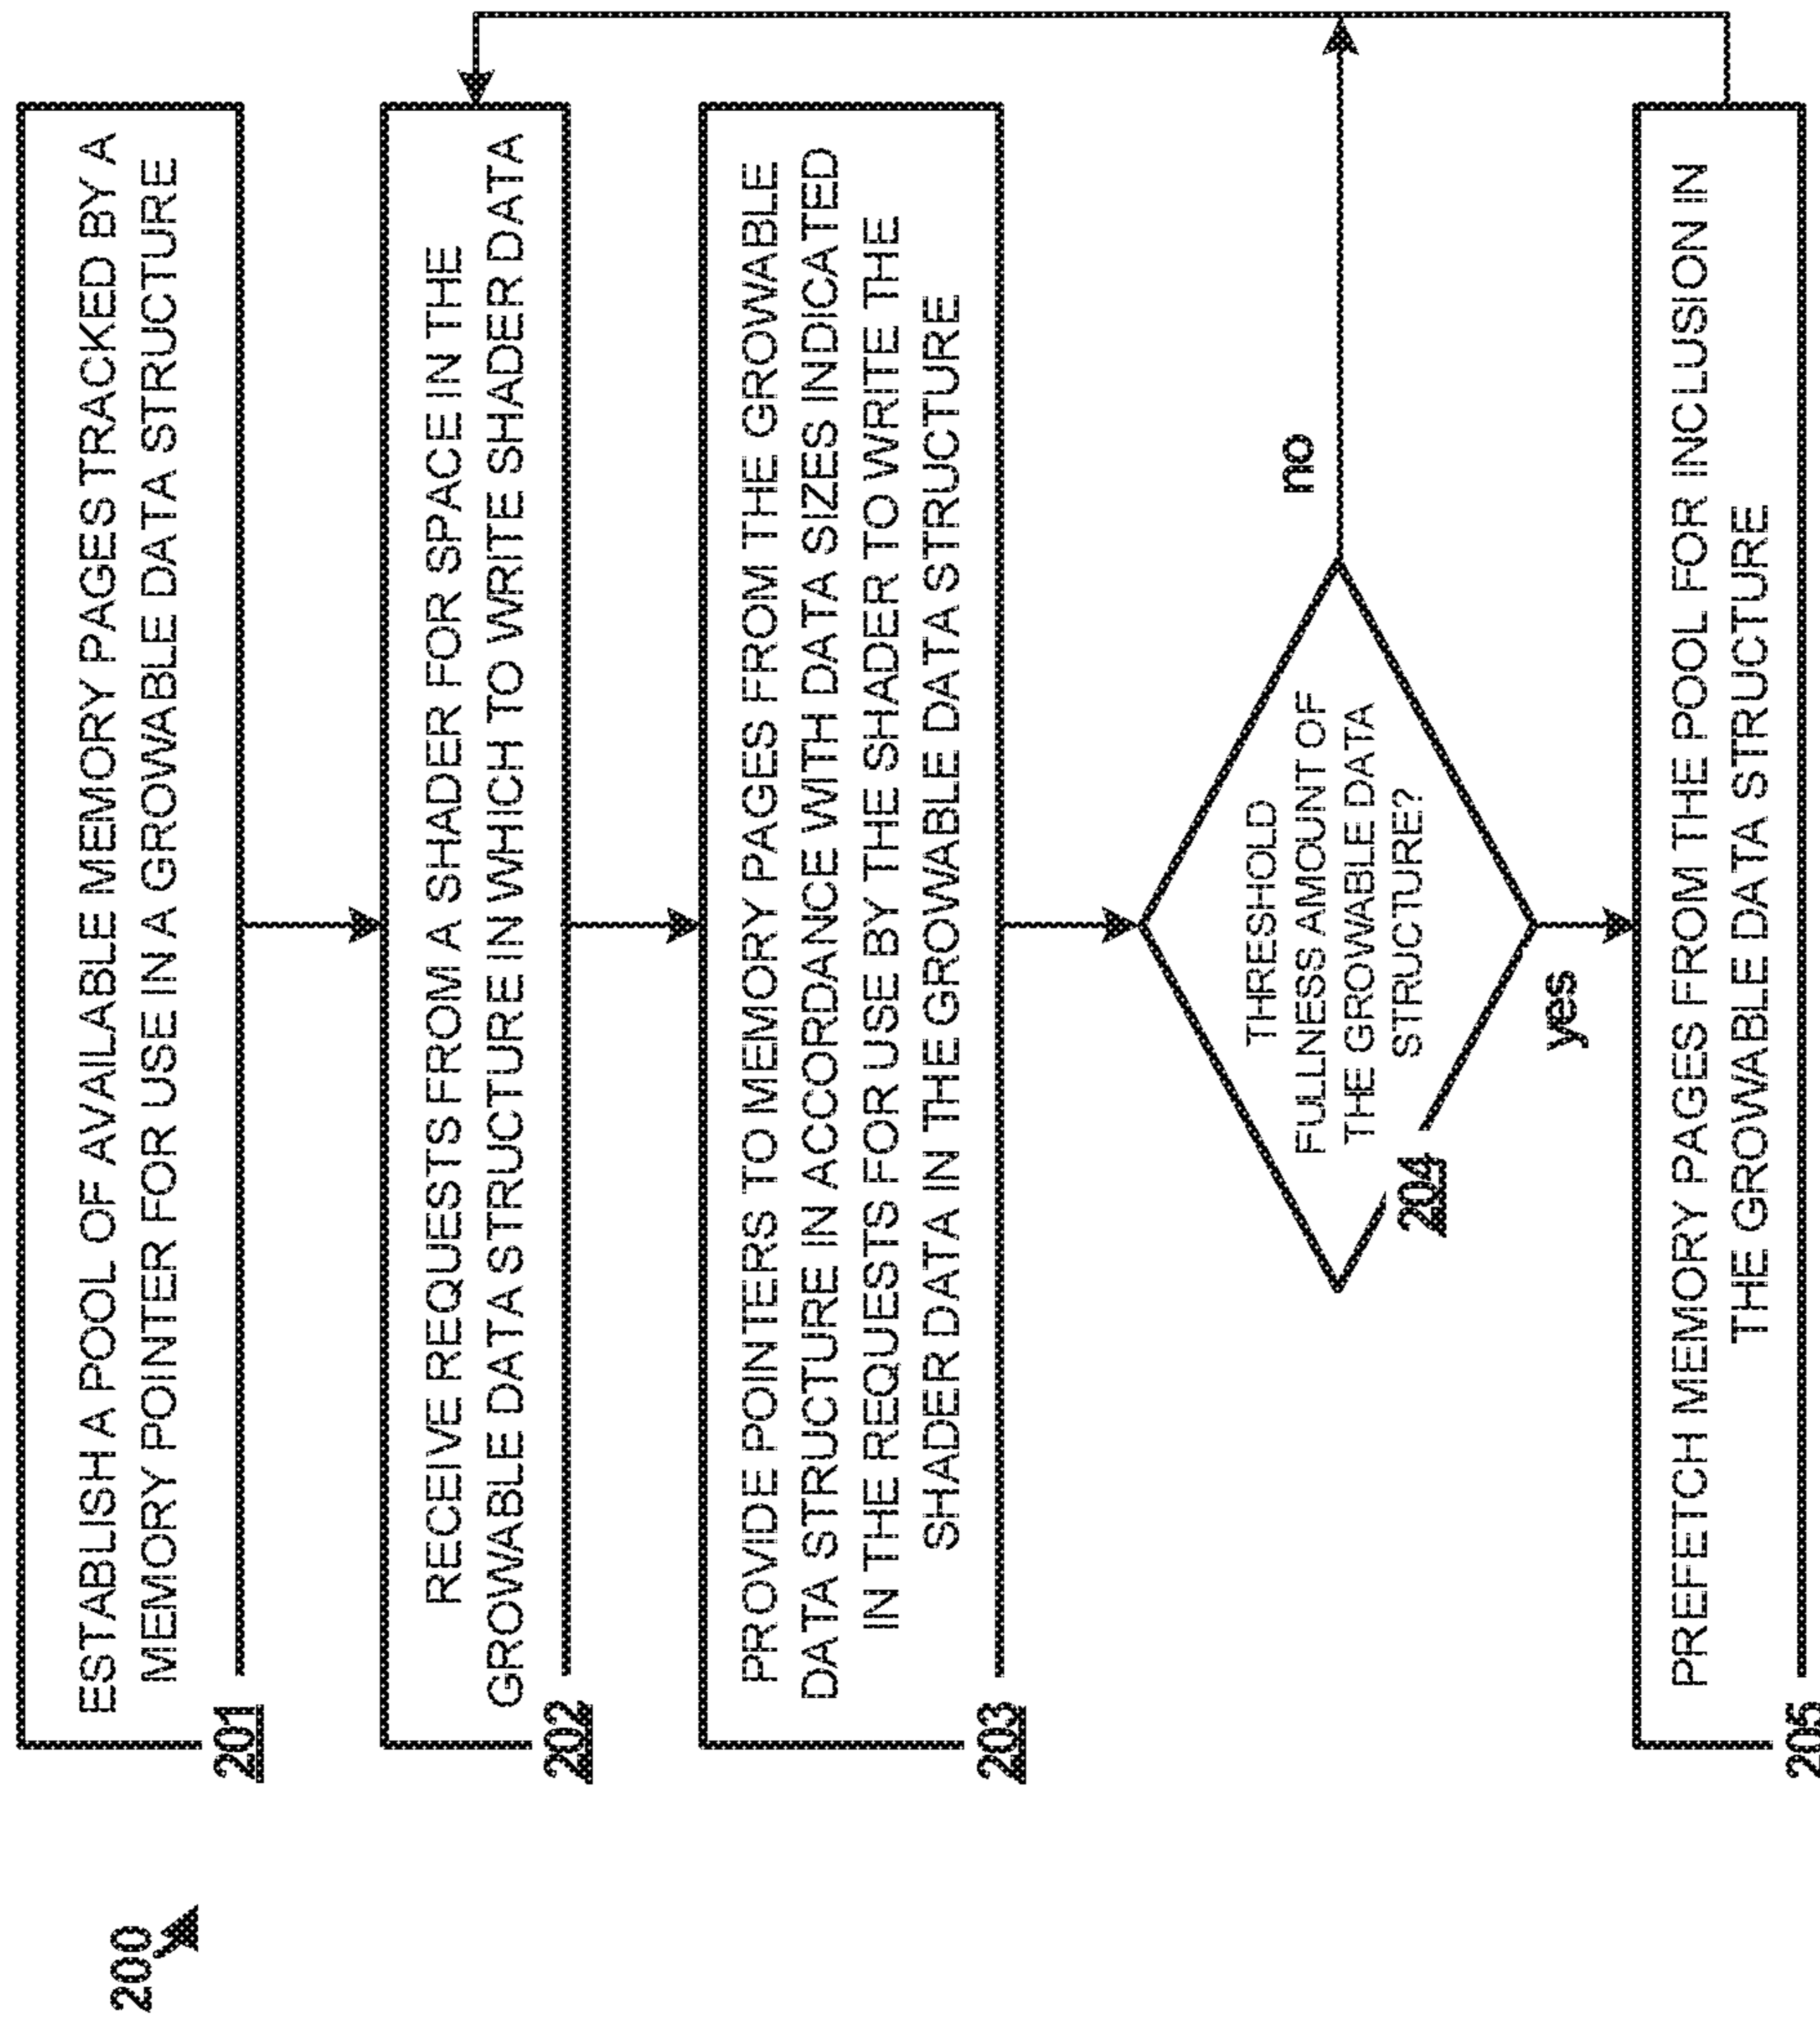 200
ESTABLISH A POOL OF AVAILABLE MEMORY PAGES TRACKED BY A
MEMORY POINTER FOR USE IN A GROWABLE DATA STRUCTURE
201
RECEIVE REQUESTS FROM A SHADER FOR SPACE IN THE
GROWABLE DATA STRUCTURE IN WHICH TO WRITE SHADER DATA
202
PROVIDE POINTERS TO MEMORY PAGES FROM THE GROWABLE
DATA STRUCTURE IN ACCORDANCE WITH DATA SIZES INDICATED
IN THE REQUESTS FOR USE BY THE SHADER TO WRITE THE
SHADER DATA IN THE GROWABLE DATA STRUCTURE
203
THRESHOLD
FULLNESS AMOUNT OF
THE GROWABLE DATA
STRUCTURE?
204
no
yes
PREFETCH MEMORY PAGES FROM THE POOL FOR INCLUSION IN
THE GROWABLE DATA STRUCTURE
205